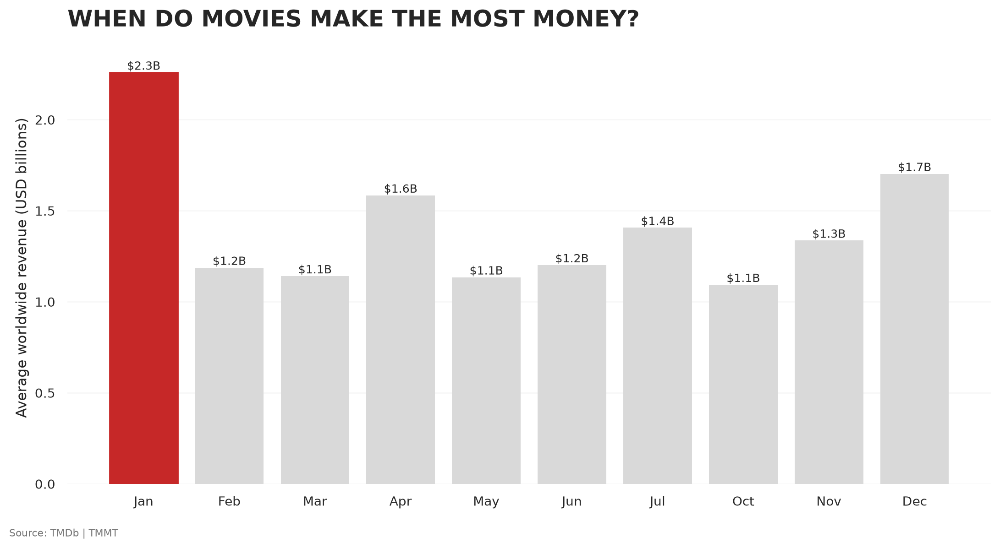 WHEN DO MOVIES MAKE THE MOST MONEY?
Average worldwide revenue (USD billions)
2.0
1.5
1.0
0.5
0.0
$2.3B
$1.2B
$1.1B
$1.6B
$1.1B
$1.2B
$1.4B
$1.1B
$1.3B
$1.7B
Jan
Feb
Mar
Apr
May
Jun
Jul
Oct
Nov
Dec
Source: TMDb | TMMT